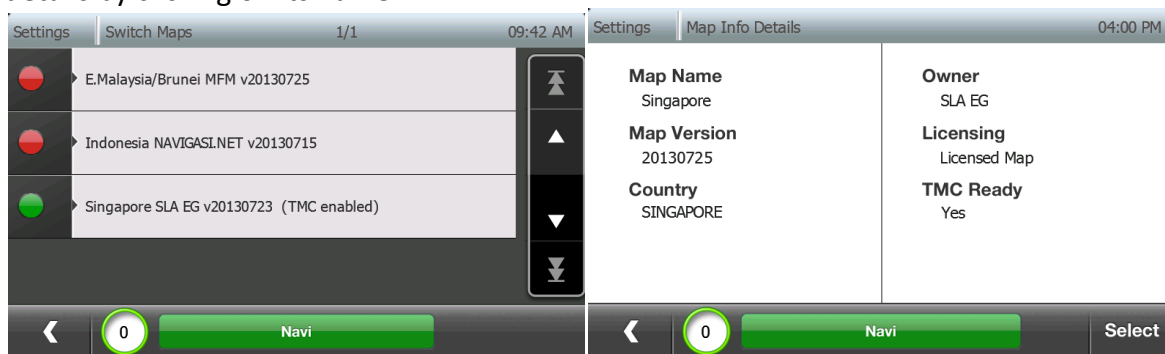 Settings Switch Maps 1/1 09:42 AM
E.Malaysia/Brunei MFM v20130725
Indonesia NAVIGASI.NET v20130715
Singapore SLA EG v20130723 (TMC enabled)
0 Navi
Settings Map Info Details 04:00 PM
Map Name
Singapore
Map Version
20130725
Country
SINGAPORE
Owner
SLA EG
Licensing
Licensed Map
TMC Ready
Yes
0 Navi Select